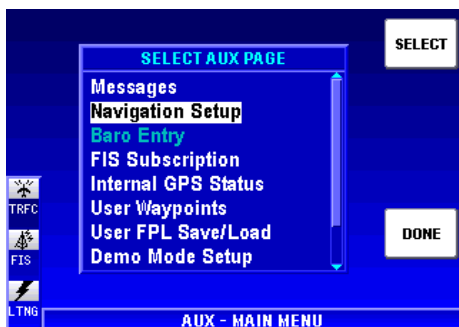 SELECT
SELECT AUX PAGE
Messages
Navigation Setup
Baro Entry
FIS Subscription
Internal GPS Status
User Waypoints
User FPL Save/Load
Demo Mode Setup
DONE
TRFC
FIS
LTNG
AUX - MAIN MENU